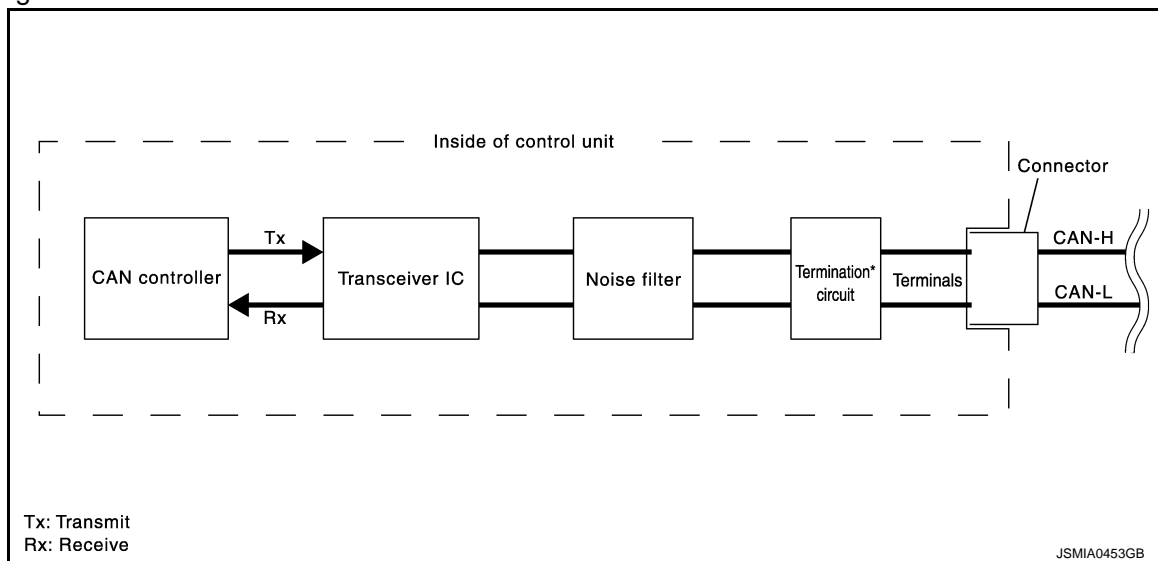 Inside of control unit
Connector
CAN controller
Tx
Rx
Transceiver IC
Noise filter
Termination*
circuit
Terminals
CAN-H
CAN-L
Tx: Transmit
Rx: Receive
JSMIA0453GB